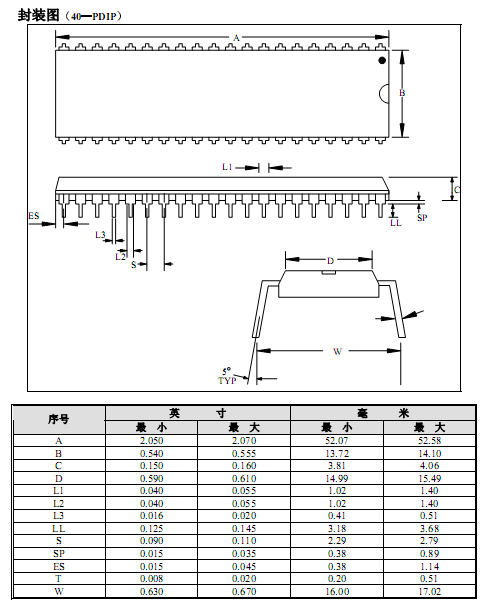 封装图（40—PDIP）
A
B
L1
C
ES
SP
LL
L3
L2
S
D
W
5°
TYP
序号 英 寸 毫 米
最 小 最 大 最 小 最 大
A 2.050 2.070 52.07 52.58
B 0.540 0.555 13.72 14.10
C 0.150 0.160 3.81 4.06
D 0.590 0.610 14.99 15.49
L1 0.040 0.055 1.02 1.40
L2 0.040 0.055 1.02 1.40
L3 0.016 0.020 0.41 0.51
LL 0.125 0.145 3.18 3.68
S 0.090 0.110 2.29 2.79
SP 0.015 0.035 0.38 0.89
ES 0.015 0.045 0.38 1.14
T 0.008 0.020 0.20 0.51
W 0.630 0.670 16.00 17.02